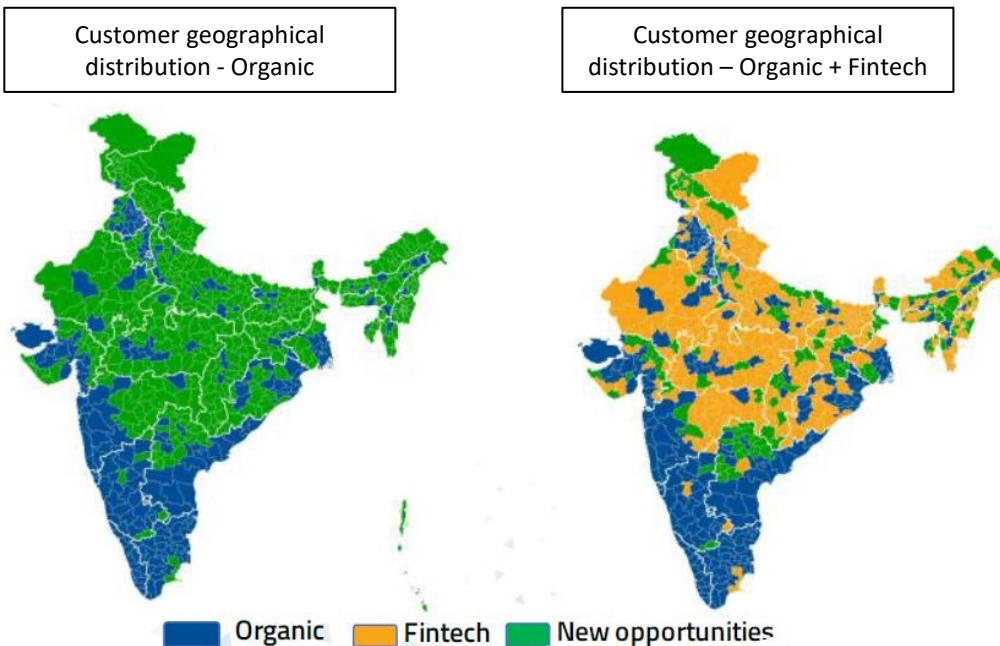 Customer geographical
distribution - Organic
Customer geographical
distribution – Organic + Fintech
Organic
Fintech
New opportunities